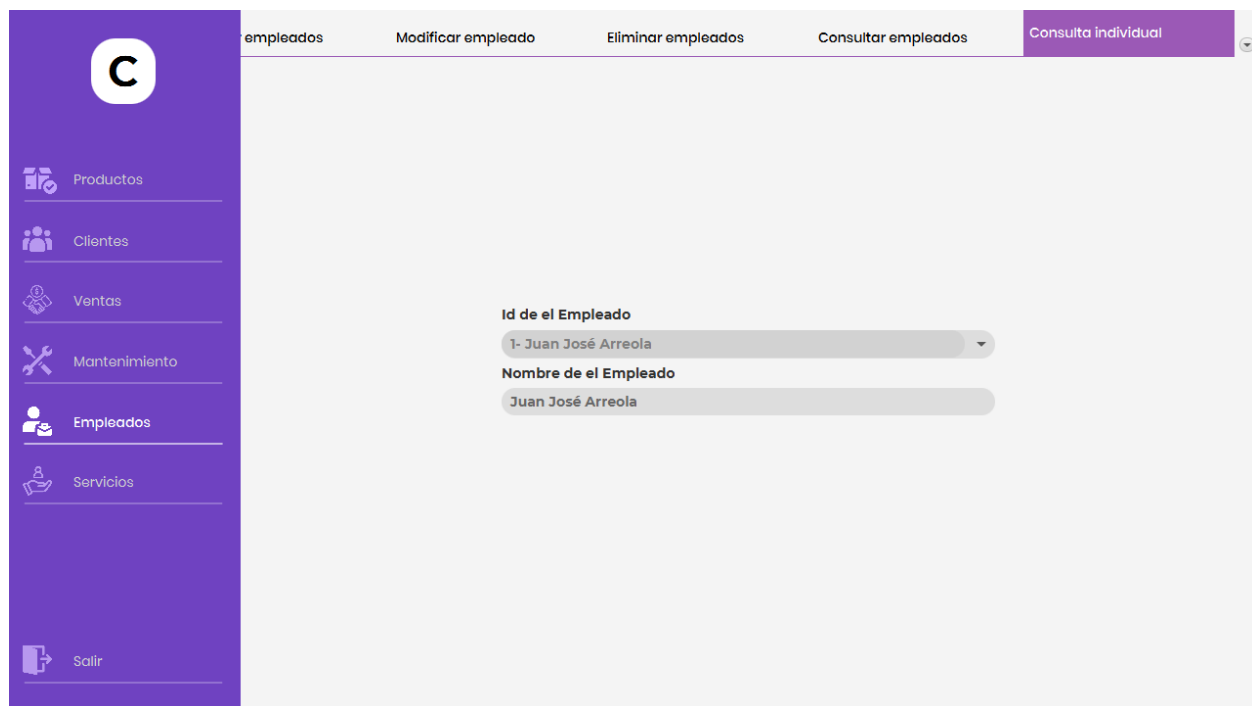 C
empleados
Modificar empleado
Eliminar empleados
Consultar empleados
Consulta individual
Productos
Clientes
Ventas
Mantenimiento
Empleados
Servicios
Salir
Id de el Empleado
1- Juan José Arreola
Nombre de el Empleado
Juan José Arreola